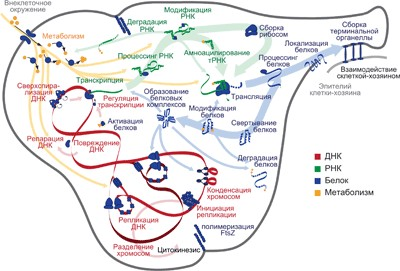 Внеклеточное
окружение
Метаболизм
Деградация
РНК
Модификация
РНК
Процессинг РНК
Транскрипция
Аминоацилирование
тРНК
Сборка
рибосом
Трансляция
Процессинг
белков
Локализация
белков
Сборка
терминальной
органеллы
Взаимодействие
склеткой-хозяином
Эпителий
клетки-хозяина
Сверхспира-
лизация
ДНК
Регуляция
транскрипции
Образование
белковых
комплексов
Модификация
белков
Свертывание
белков
Активация
белков
Репарация
ДНК
Повреждение
ДНК
Деградация
белков
Конденсация
хромосом
Инициация
репликации
Репликация
ДНК
Разделение
хромосом
полимеризация
FtsZ
Цитокинезис
ДНК
РНК
Белок
Метаболизм